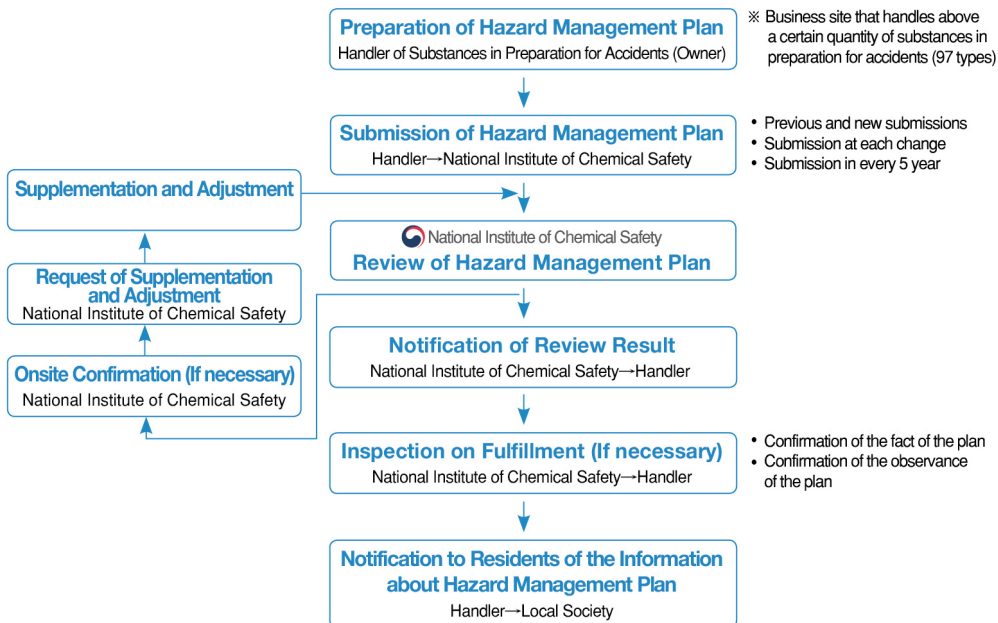 Preparation of Hazard Management Plan
Handler of Substances in Preparation for Accidents (Owner)
※ Business site that handles above
a certain quantity of substances in
preparation for accidents (97 types)
Submission of Hazard Management Plan
Handler→National Institute of Chemical Safety
• Previous and new submissions
• Submission at each change
• Submission in every 5 year
Supplementation and Adjustment
National Institute of Chemical Safety
Review of Hazard Management Plan
Request of Supplementation
and Adjustment
National Institute of Chemical Safety
Notification of Review Result
National Institute of Chemical Safety→Handler
Onsite Confirmation (If necessary)
National Institute of Chemical Safety
Inspection on Fulfillment (If necessary)
National Institute of Chemical Safety→Handler
• Confirmation of the fact of the plan
• Confirmation of the observance
of the plan
Notification to Residents of the Information
about Hazard Management Plan
Handler→Local Society